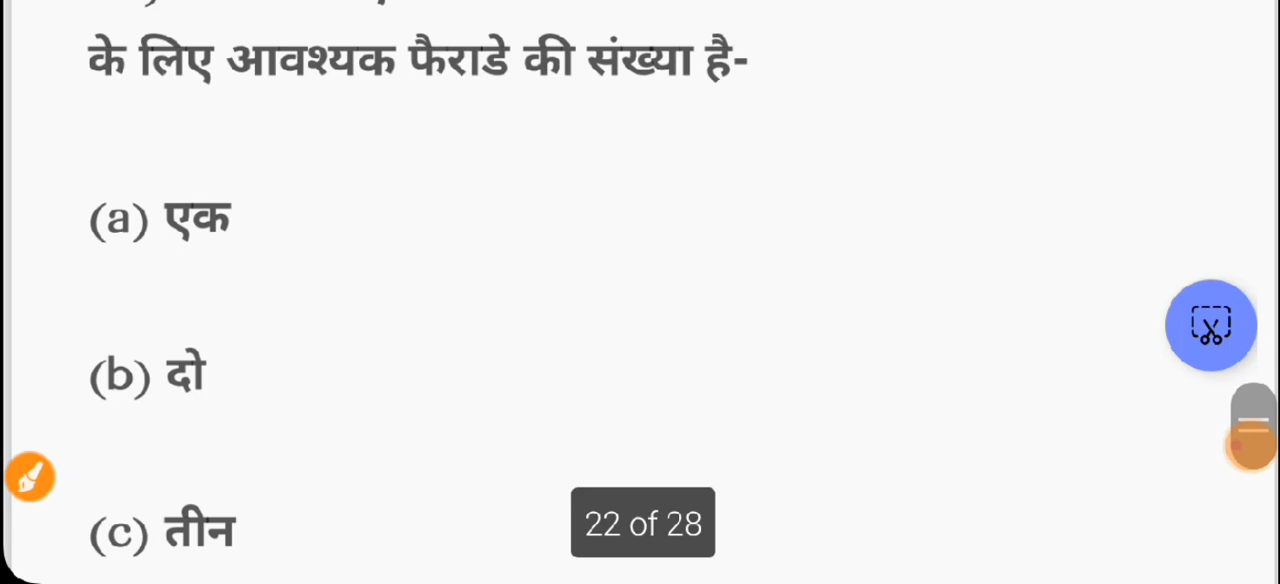 के लिए आवश्यक फैराडे की संख्या है-
(a) एक
(b) दो
(c) तीन
22 of 28